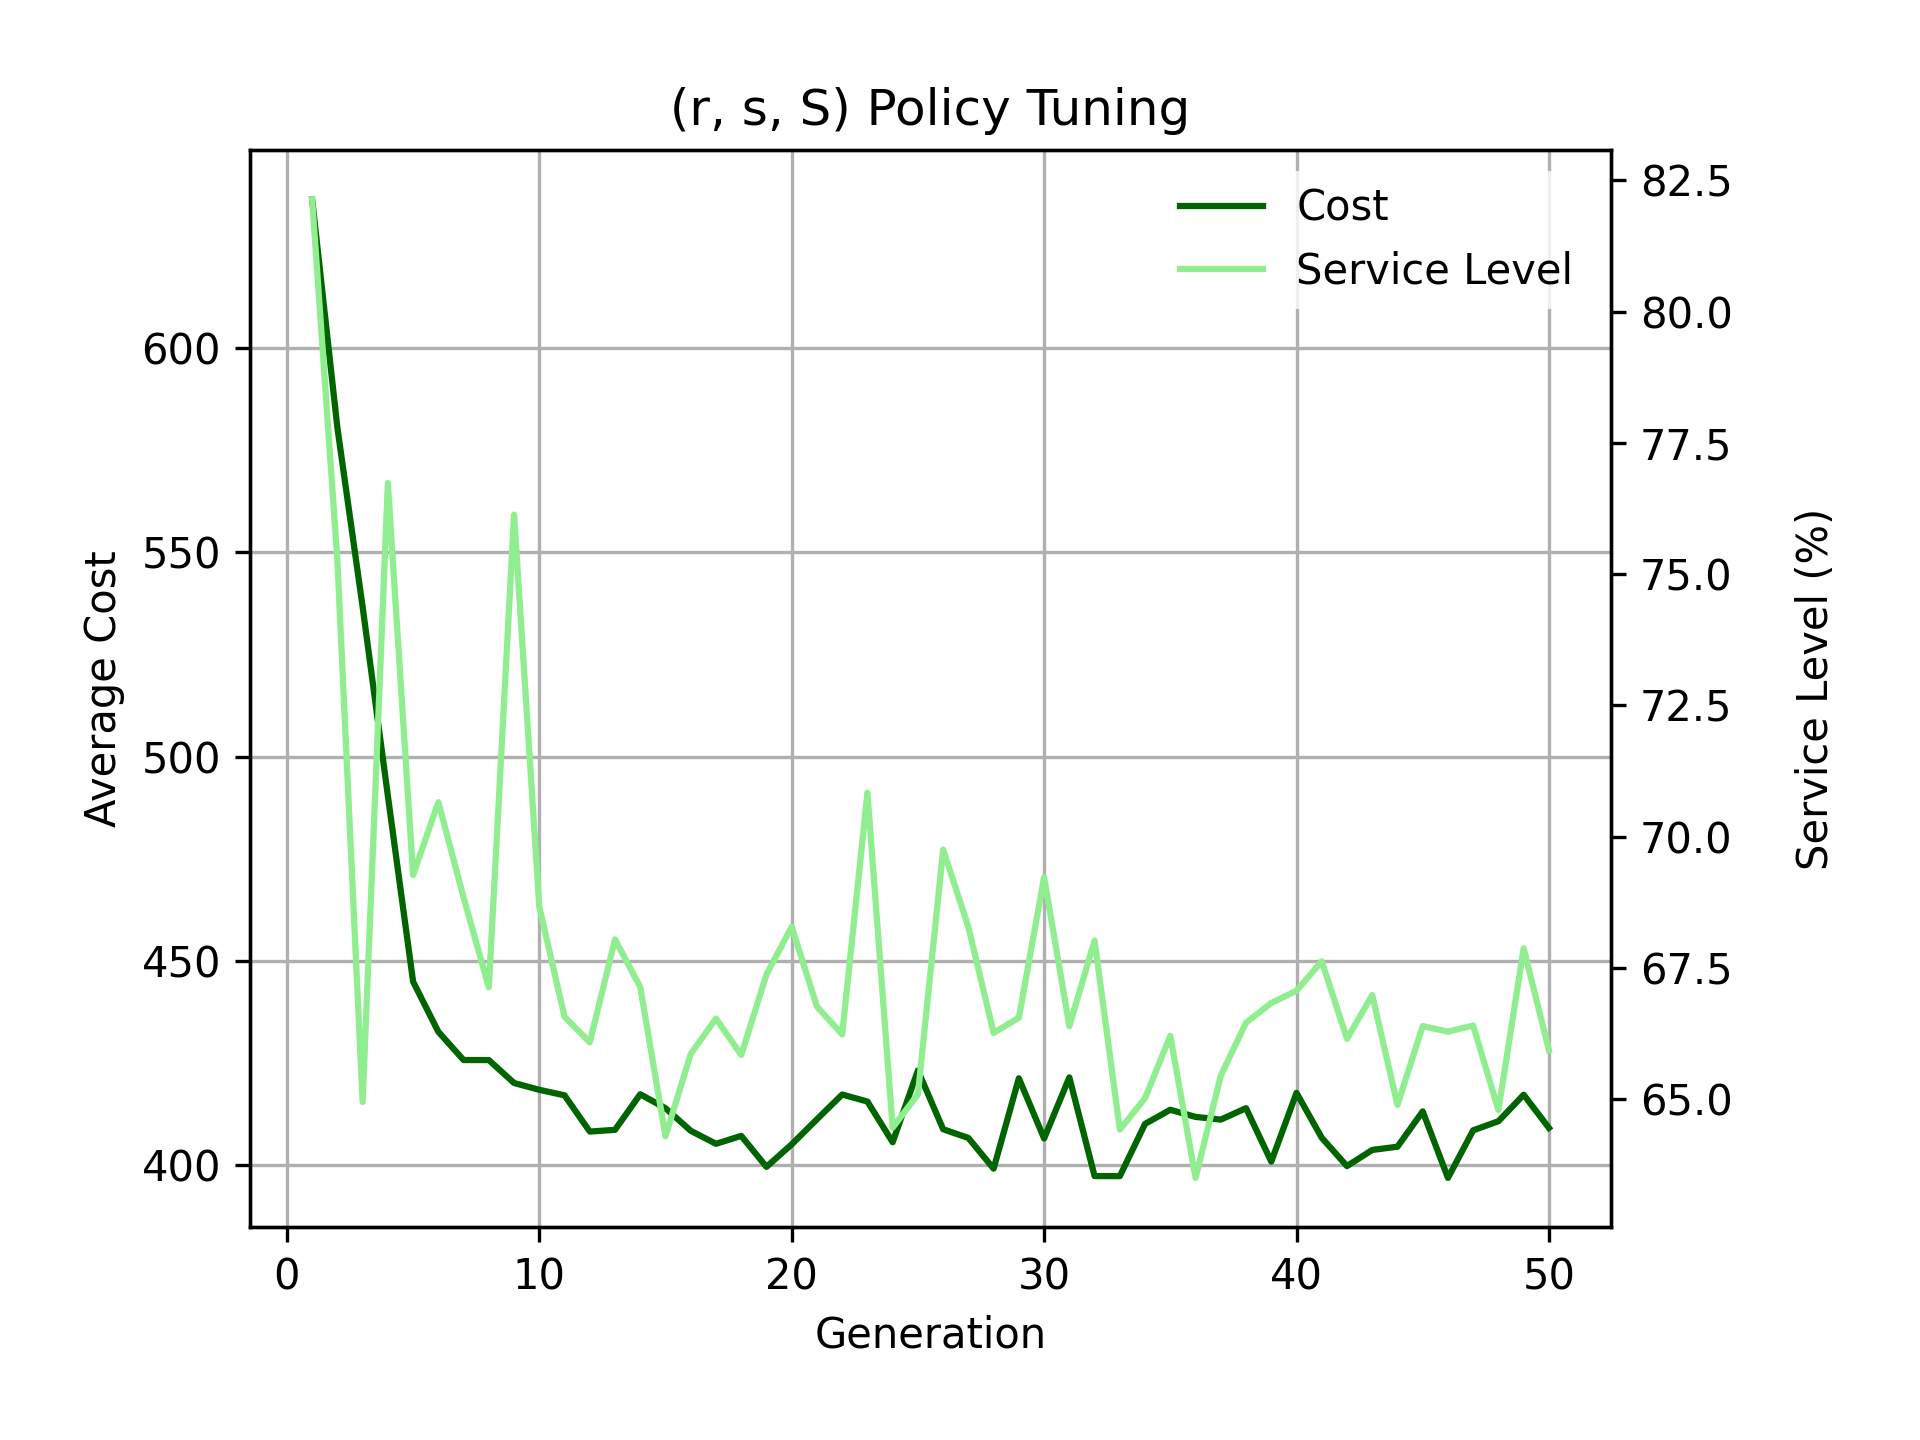 (r, s, S) Policy Tuning
Cost
Service Level
Average Cost
600
550
500
450
400
82.5
80.0
77.5
75.0
72.5
70.0
67.5
65.0
Service Level (%)
0 10 20 30 40 50
Generation